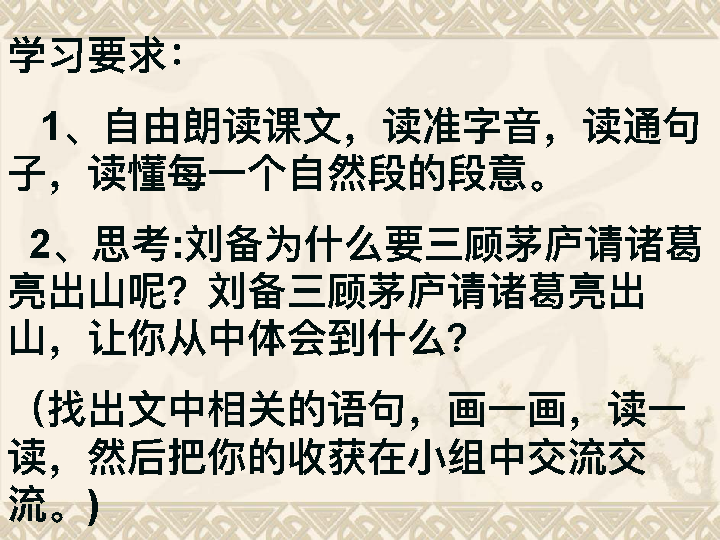 学习要求：
1、自由朗读课文，读准字音，读通句
子，读懂每一个自然段的段意。
2、思考:刘备为什么要三顾茅庐请诸葛
亮出山呢？刘备三顾茅庐请诸葛亮出
山，让你从中体会到什么？
（找出文中相关的语句，画一画，读一
读，然后把你的收获在小组中交流交
流。)